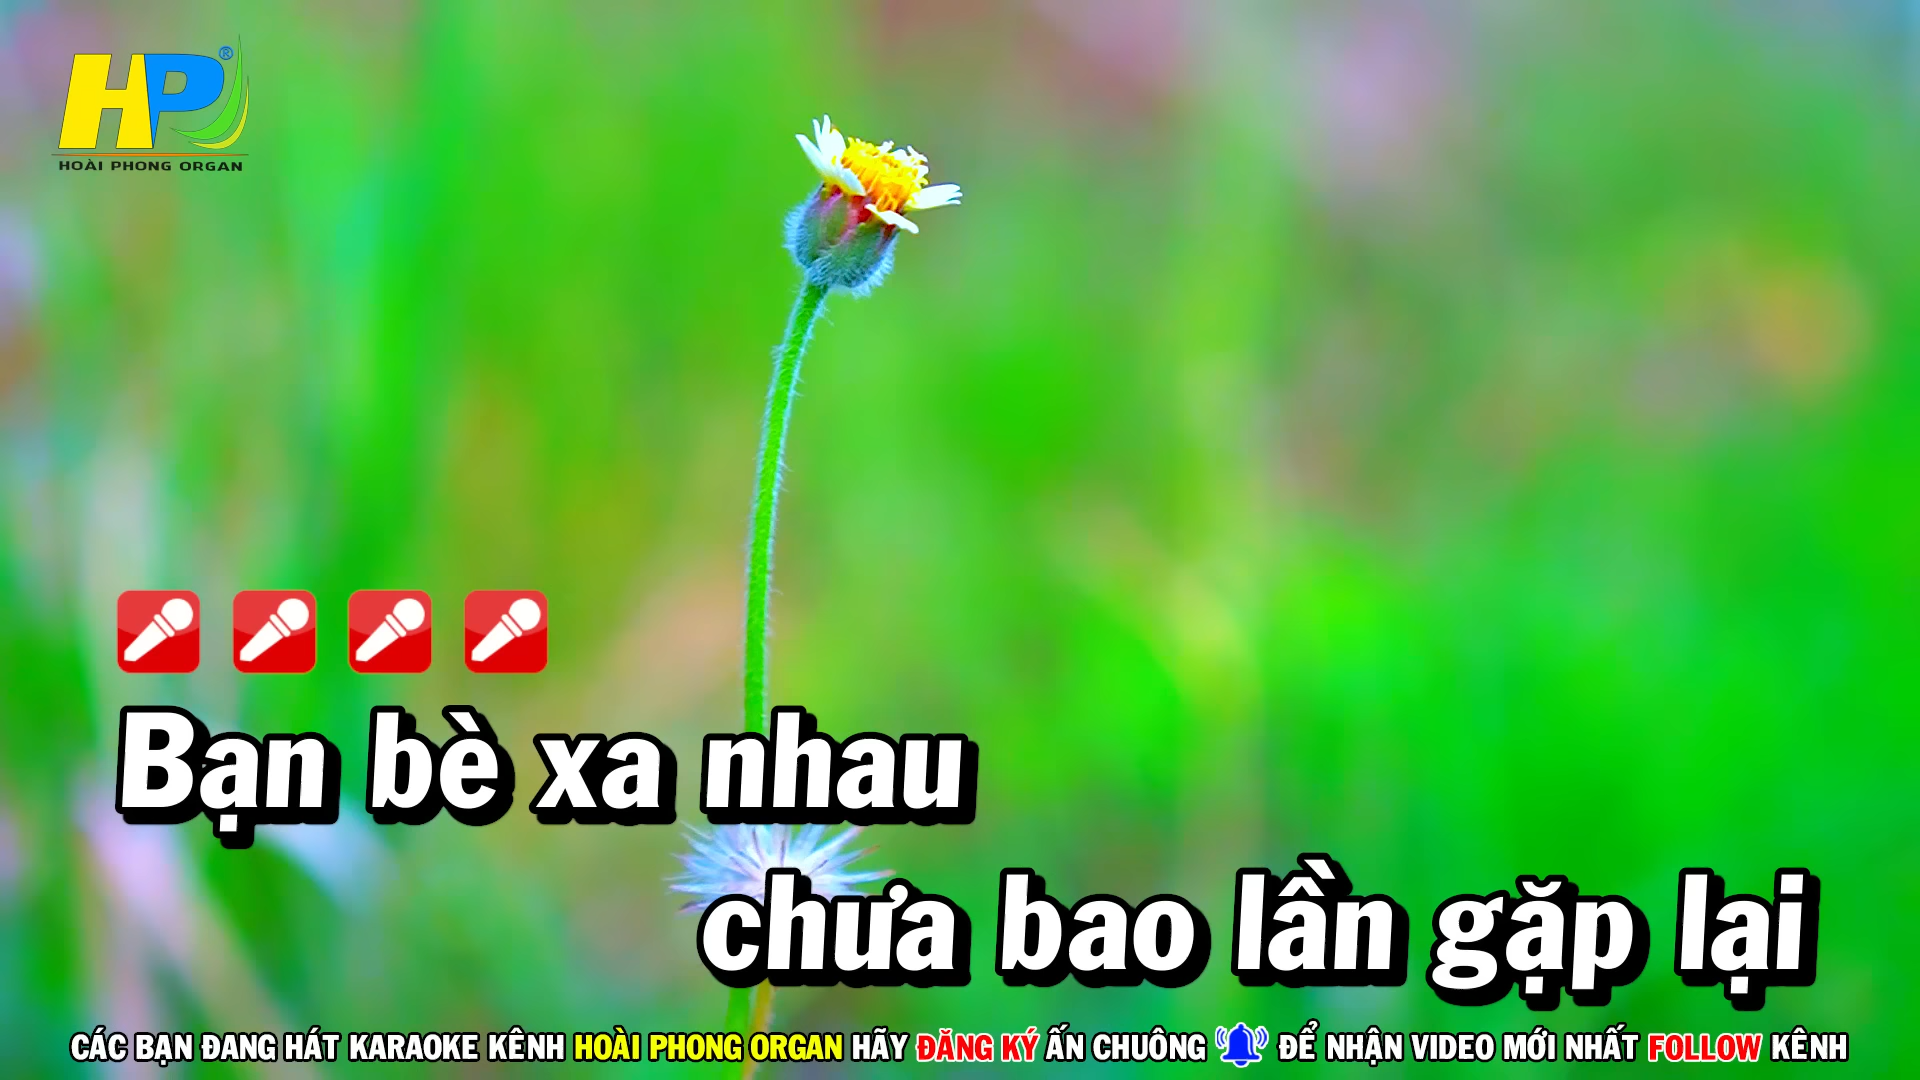 HP®
HOÀI PHONG ORGAN
Bạn bè xa nhau
chưa bao lần gặp lại
CÁC BẠN ĐANG HÁT KARAOKE KÊNH HOÀI PHONG ORGAN HÃY ĐĂNG KÝ ẤN CHUÔNG ĐỂ NHẬN VIDEO MỚI NHẤT FOLLOW KÊNH